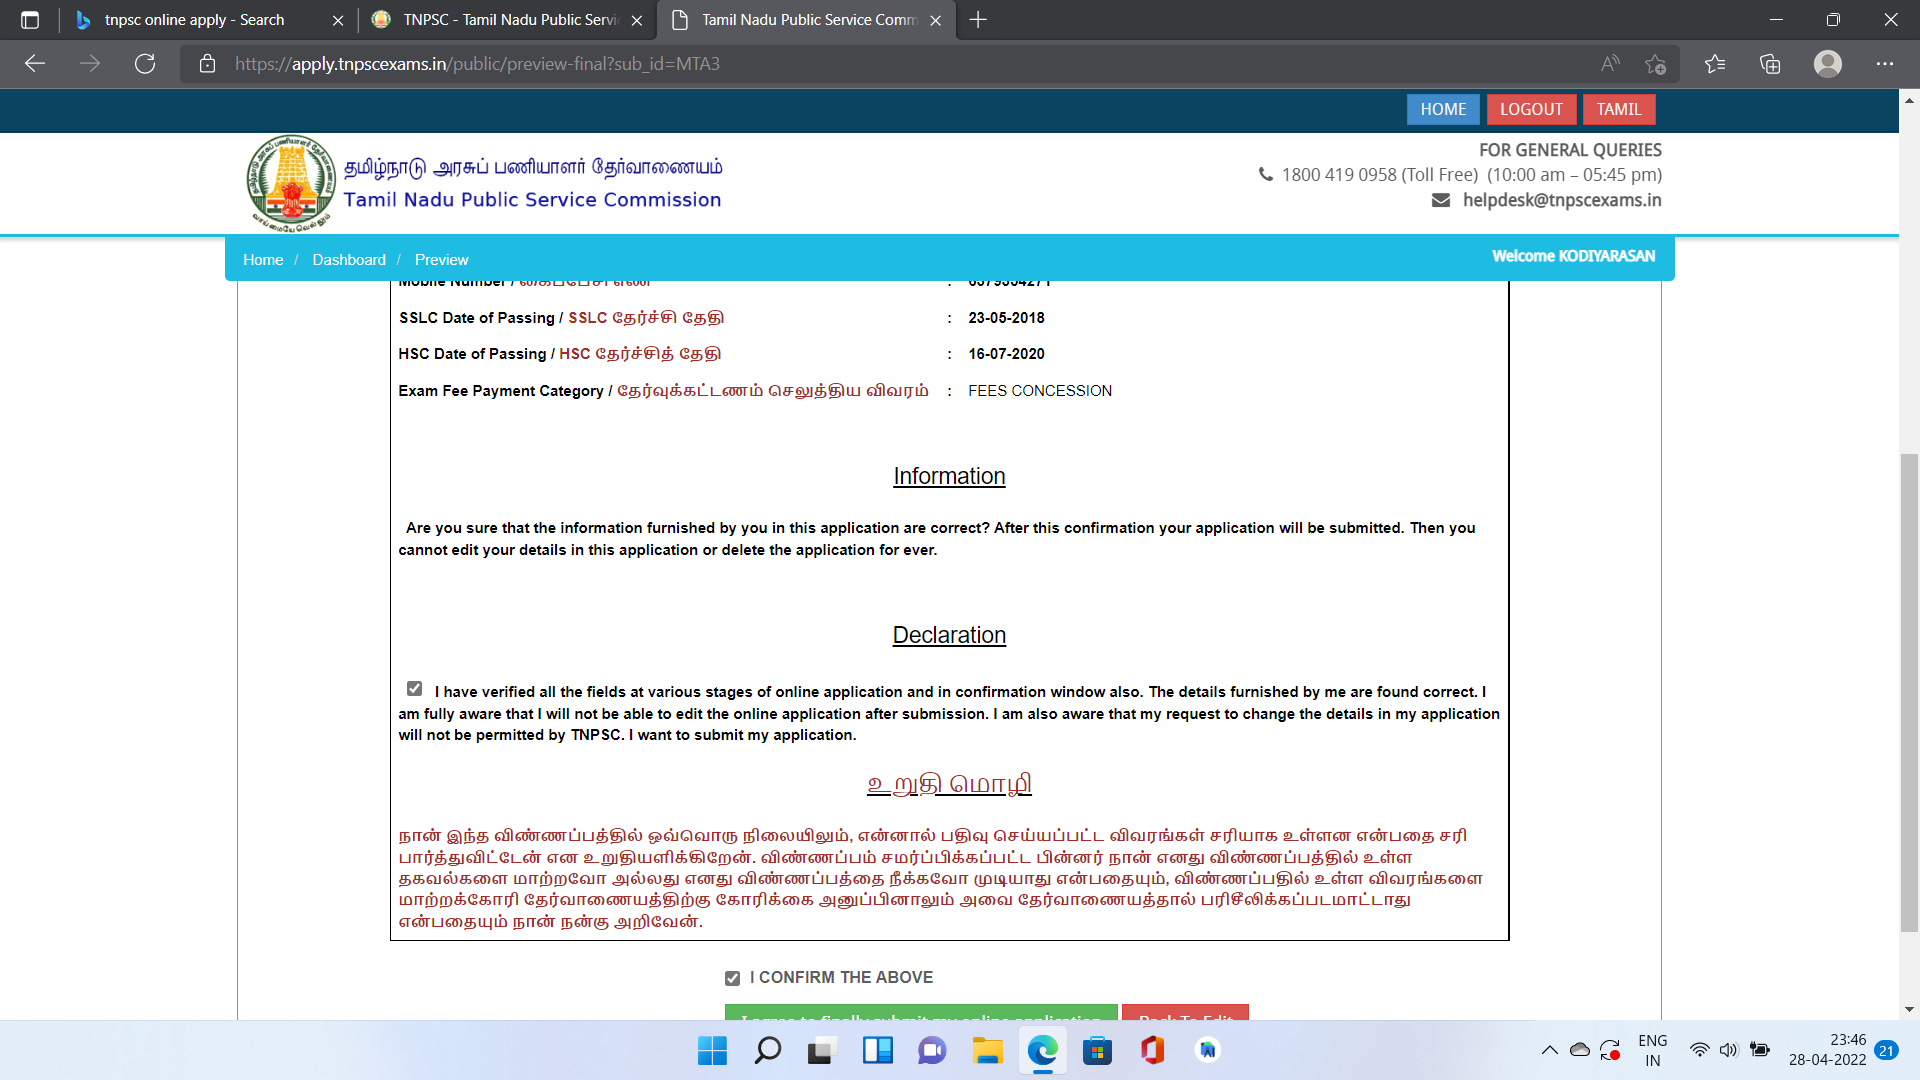 tnpsc online apply - Search
TNPSC - Tamil Nadu Public Servi
Tamil Nadu Public Service Comm
https://apply.tnpscexams.in/public/preview-final?sub_id=MTA3
HOME LOGOUT TAMIL
தமிழ்நாடு அரசுப் பணியாளர் தேர்வாணையம்
Tamil Nadu Public Service Commission
FOR GENERAL QUERIES
1800 419 0958 (Toll Free) (10:00 am – 05:45 pm)
helpdesk@tnpscexams.in
Home / Dashboard / Preview
Welcome KODIYARASAN
Mobile Number / கைப்பேசி எண் : 6379554271
SSLC Date of Passing / SSLC தேர்ச்சி தேதி : 23-05-2018
HSC Date of Passing / HSC தேர்ச்சித் தேதி : 16-07-2020
Exam Fee Payment Category / தேர்வுக்கட்டணம் செலுத்திய விவரம் : FEES CONCESSION
Information
Are you sure that the information furnished by you in this application are correct? After this confirmation your application will be submitted. Then you
cannot edit your details in this application or delete the application for ever.
Declaration
I have verified all the fields at various stages of online application and in confirmation window also. The details furnished by me are found correct. I
am fully aware that I will not be able to edit the online application after submission. I am also aware that my request to change the details in my application
will not be permitted by TNPSC. I want to submit my application.
உறுதி மொழி
நான் இந்த விண்ணப்பத்தில் ஒவ்வொரு நிலையிலும், என்னால் பதிவு செய்யப்பட்ட விவரங்கள் சரியாக உள்ளன என்பதை சரி
பார்த்துவிட்டேன் என உறுதியளிக்கிறேன். விண்ணப்பம் சமர்ப்பிக்கப்பட்ட பின்னர் நான் எனது விண்ணப்பத்தில் உள்ள
தகவல்களை மாற்றவோ அல்லது எனது விண்ணப்பத்தை நீக்கவோ முடியாது என்பதையும், விண்ணப்பதில் உள்ள விவரங்களை
மாற்றக்கோரி தேர்வாணையத்திற்கு கோரிக்கை அனுப்பினாலும் அவை தேர்வாணையத்தால் பரிசீலிக்கப்படமாட்டாது
என்பதையும் நான் நன்கு அறிவேன்.
I CONFIRM THE ABOVE
I agree to finally submit my online application Back To Edit
ENG
IN
23:46
28-04-2022
21